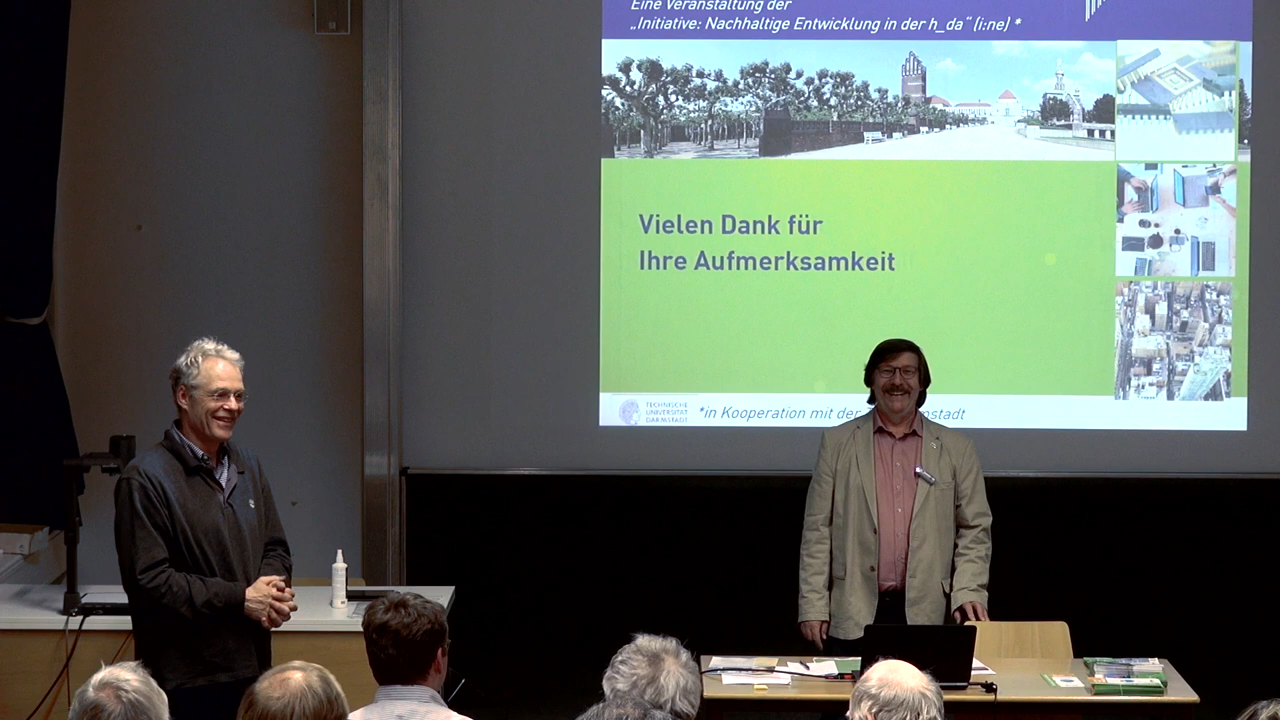 Eine Veranstaltung der
„Initiative: Nachhaltige Entwicklung in der h_da“ (i:ne) *
Vielen Dank für
Ihre Aufmerksamkeit
TECHNISCHE
UNIVERSITÄT
DARMSTADT
*in Kooperation mit der